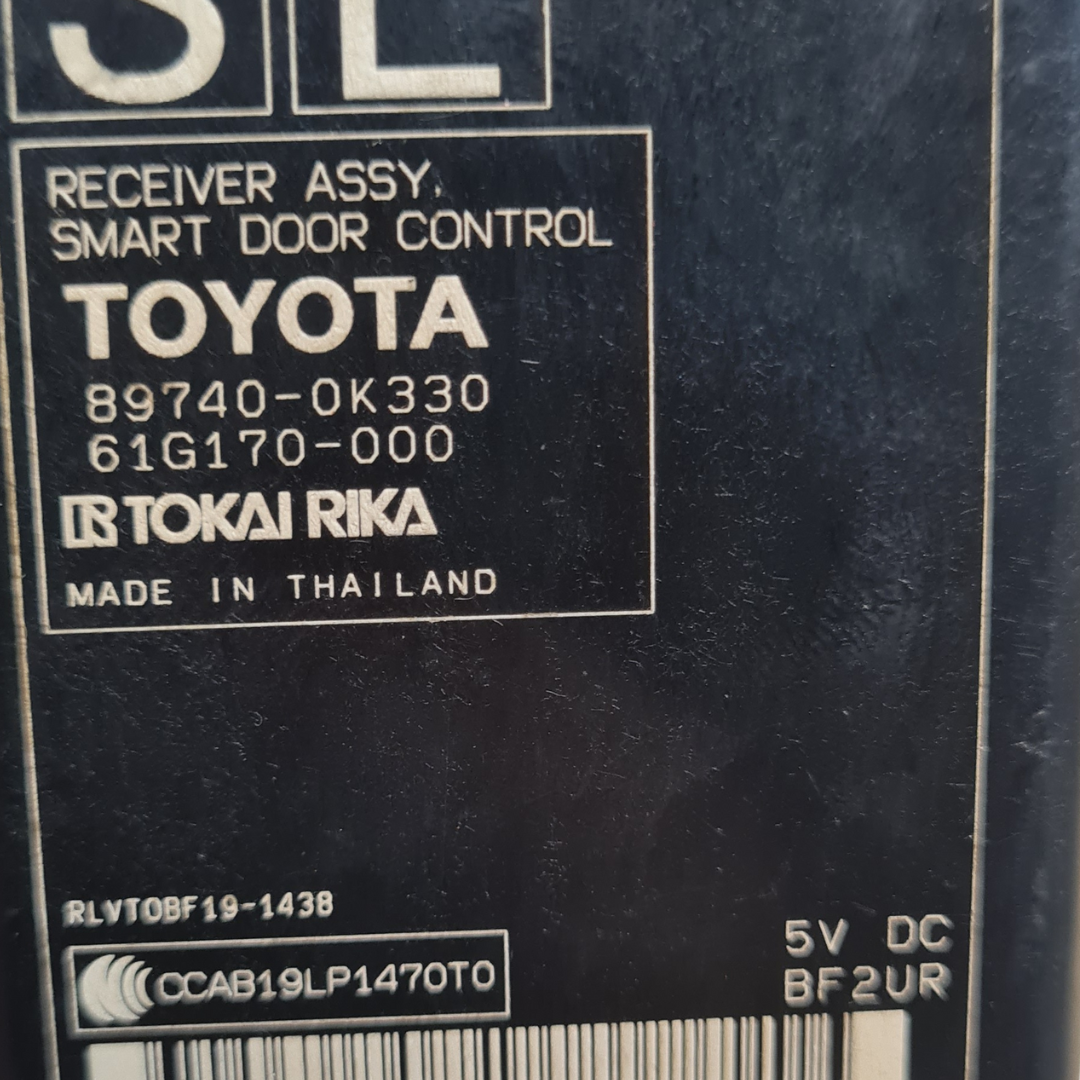 SL
RECEIVER ASSY,
SMART DOOR CONTROL
TOYOTA
89740-0K330
61G170-000
TOKAI RIKA
MADE IN THAILAND
RLVTOBF19-1438
CCAB19LP1470T0
5V DC
BF2UR